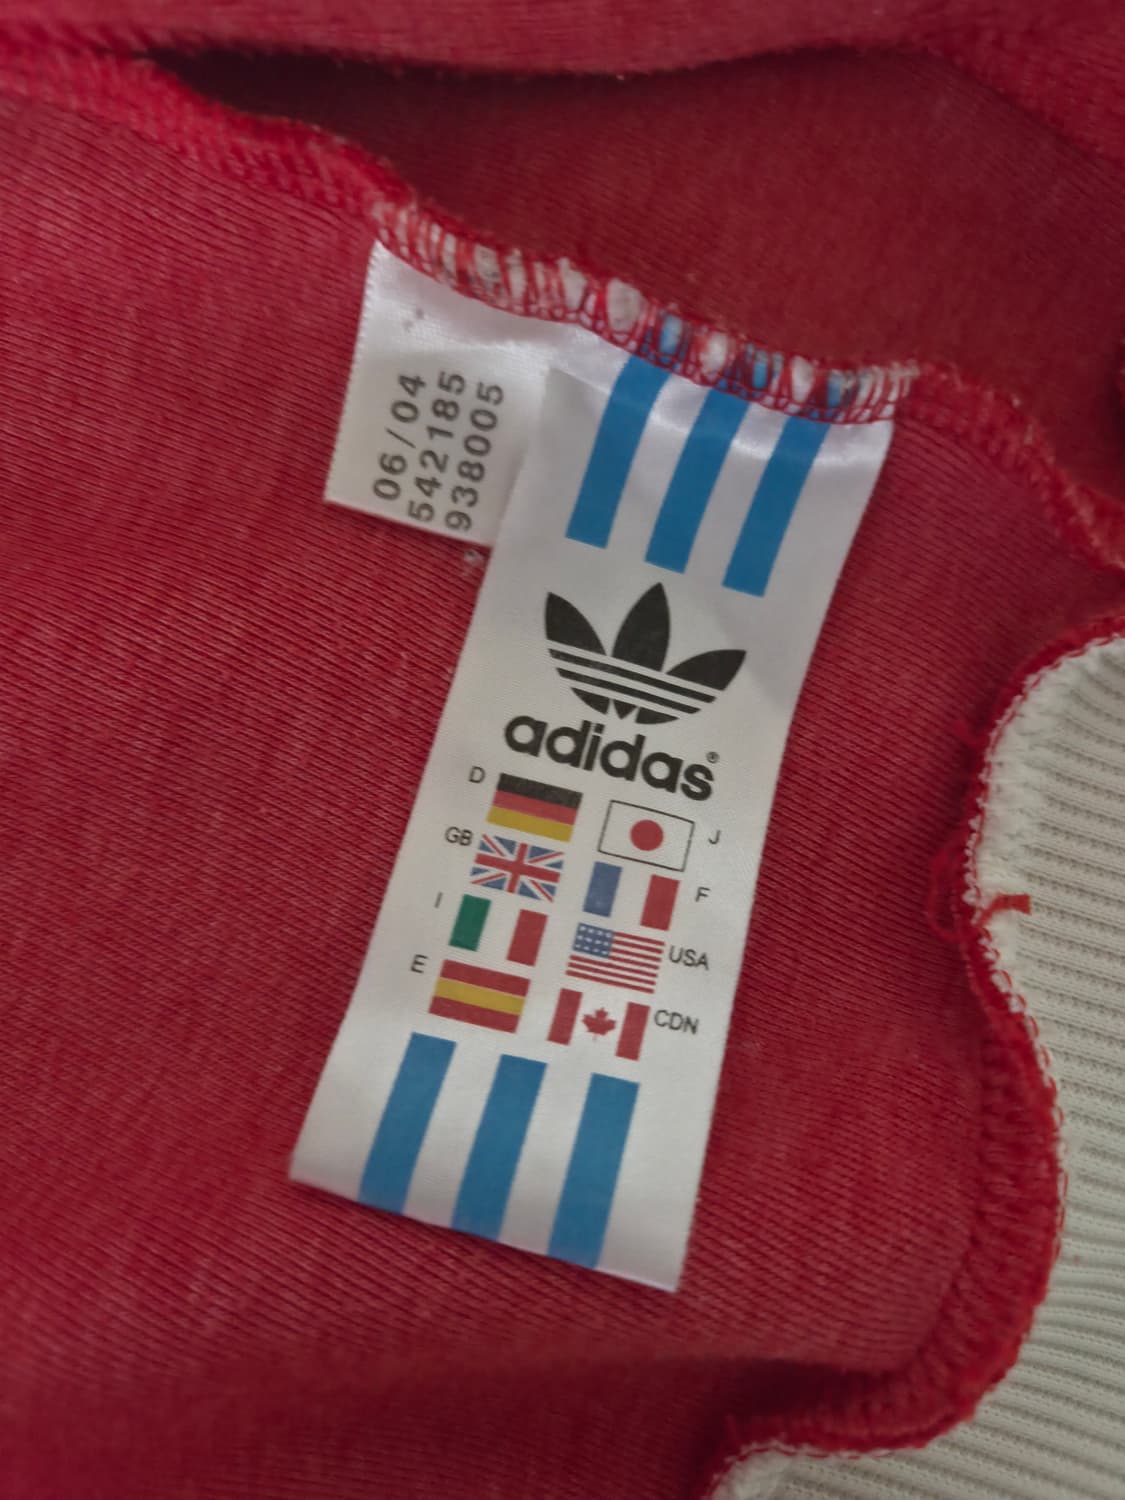 06/04
542185
938005
adidas®
D
J
GB
F
I
USA
E
CDN